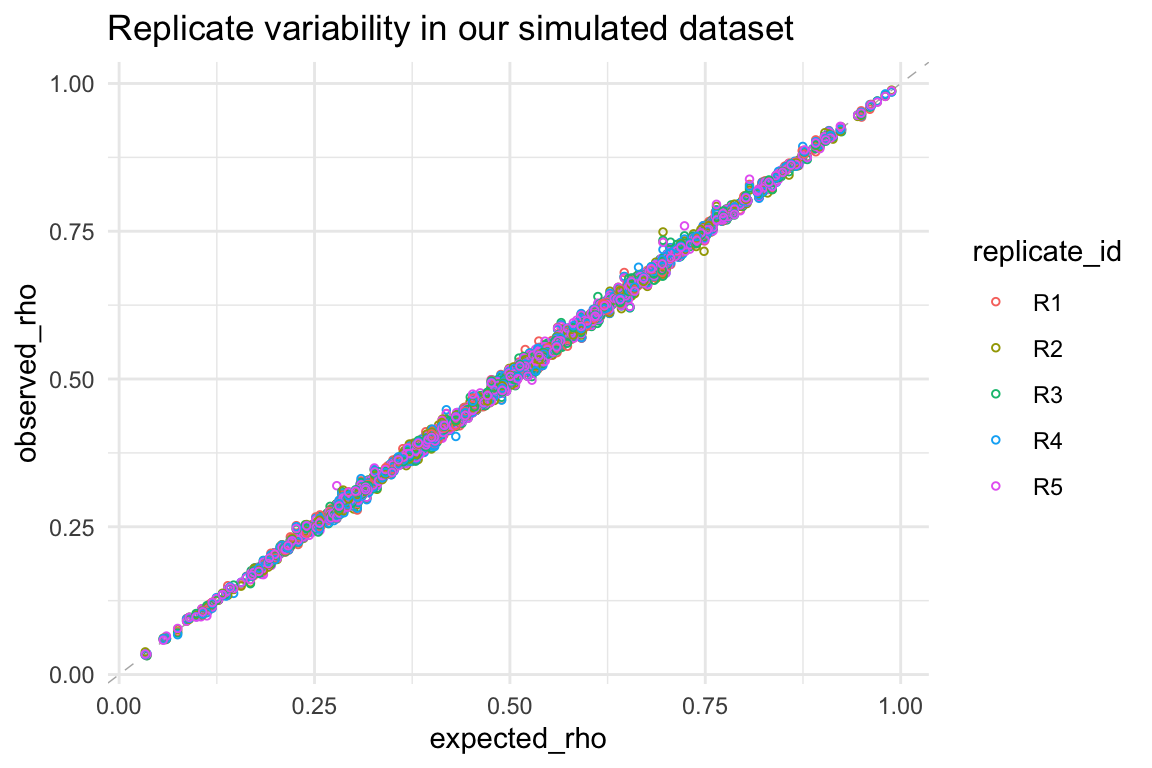 Replicate variability in our simulated dataset
1.00
0.75
0.50
0.25
0.00
observed_rho
0.00 0.25 0.50 0.75 1.00
expected_rho
replicate_id
R1
R2
R3
R4
R5